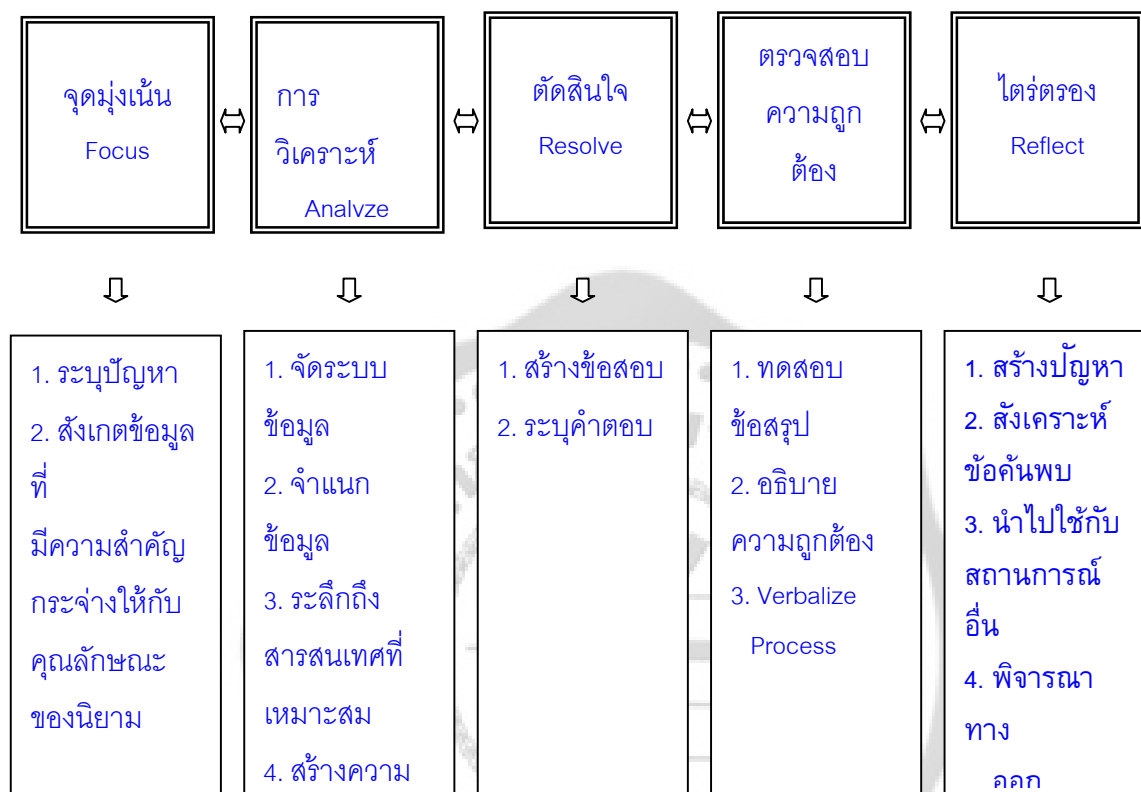 จุดมุ่งเน้น
Focus
การ
วิเคราะห์
Analvze
ตัดสินใจ
Resolve
ตรวจสอบ
ความถูก
ต้อง
ไตร่ตรอง
Reflect
1. ระบุปัญหา
2. สังเกตข้อมูล
ที่
มีความสำคัญ
กระจ่างให้กับ
คุณลักษณะ
ของนิยาม
1. จัดระบบ
ข้อมูล
2. จำแนก
ข้อมูล
3. ระลึกถึง
สารสนเทศที่
เหมาะสม
4. สร้างความ
1. สร้างข้อสอบ
2. ระบุคำตอบ
1. ทดสอบ
ข้อสรุป
2. อธิบาย
ความถูกต้อง
3. Verbalize
Process
1. สร้างปัญหา
2. สังเคราะห์
ข้อค้นพบ
3. นำไปใช้กับ
สถานการณ์
อื่น
4. พิจารณา
ทาง
ออก